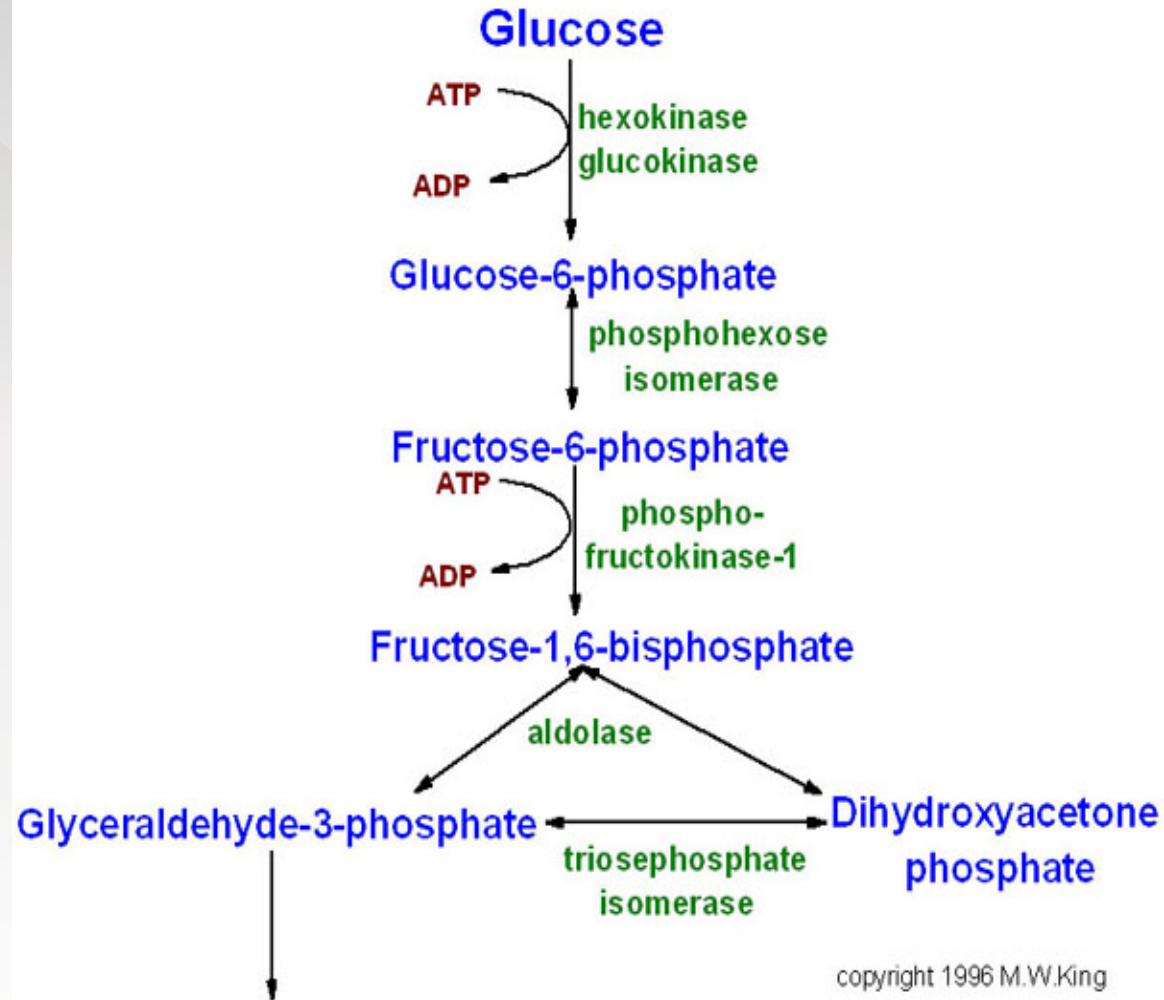 Glucose
ATP
hexokinase
glucokinase
ADP
Glucose-6-phosphate
phosphohexose
isomerase
Fructose-6-phosphate
ATP
phospho-
fructokinase-1
ADP
Fructose-1,6-bisphosphate
aldolase
Glyceraldehyde-3-phosphate
Dihydroxyacetone
phosphate
triosephosphate
isomerase
copyright 1996 M.W.King